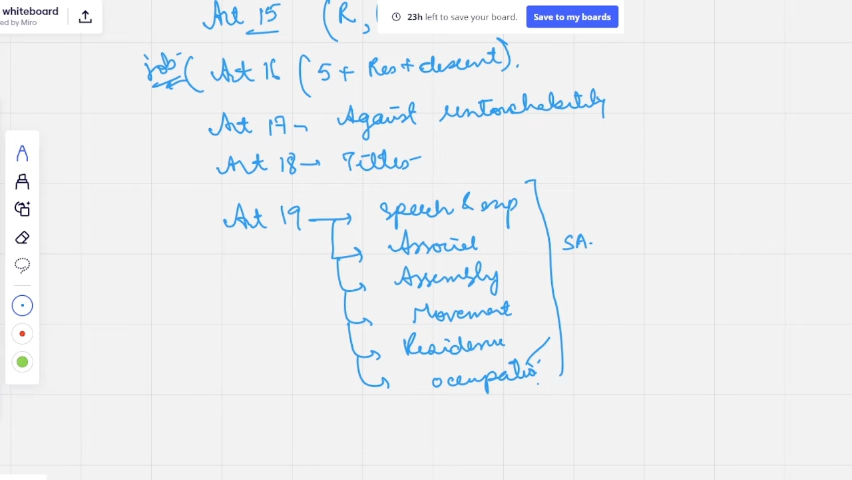 whiteboard
ed by Miro
23h left to save your board.
Save to my boards
Art 15 (R,
job ( Art 16 (5 + Res + descent).
Art 17 - Against untouchability
Art 18 → Titles
Art 19 → speech & exp
Associat
Assembly
Movement
Residence
occupatio
SA.